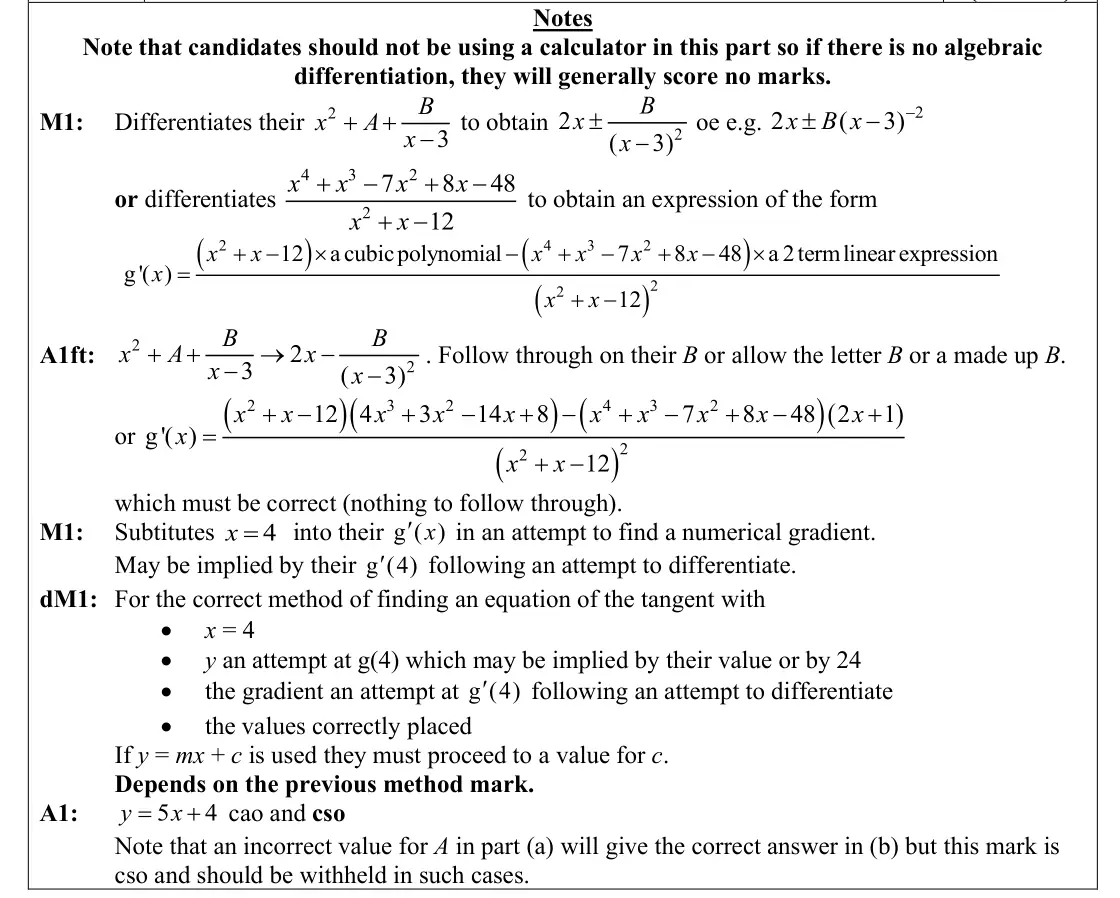 Notes
Note that candidates should not be using a calculator in this part so if there is no algebraic
differentiation, they will generally score no marks.
M1: Differentiates their x² + A + B/(x−3) to obtain 2x ± B/(x−3)² oe e.g. 2x ± B(x−3)⁻²
or differentiates (x⁴ + x³ − 7x² + 8x − 48)/(x² + x − 12) to obtain an expression of the form
g'(x) = ((x² + x − 12) × a cubic polynomial − (x⁴ + x³ − 7x² + 8x − 48) × a 2 term linear expression)/(x² + x − 12)²
A1ft: x² + A + B/(x−3) → 2x − B/(x−3)² . Follow through on their B or allow the letter B or a made up B.
or g'(x) = ((x² + x − 12)(4x³ + 3x² − 14x + 8) − (x⁴ + x³ − 7x² + 8x − 48)(2x + 1))/(x² + x − 12)²
which must be correct (nothing to follow through).
M1: Subtitutes x = 4 into their g′(x) in an attempt to find a numerical gradient.
May be implied by their g′(4) following an attempt to differentiate.
dM1: For the correct method of finding an equation of the tangent with
• x = 4
• y an attempt at g(4) which may be implied by their value or by 24
• the gradient an attempt at g′(4) following an attempt to differentiate
• the values correctly placed
If y = mx + c is used they must proceed to a value for c.
Depends on the previous method mark.
A1: y = 5x + 4 cao and cso
Note that an incorrect value for A in part (a) will give the correct answer in (b) but this mark is
cso and should be withheld in such cases.